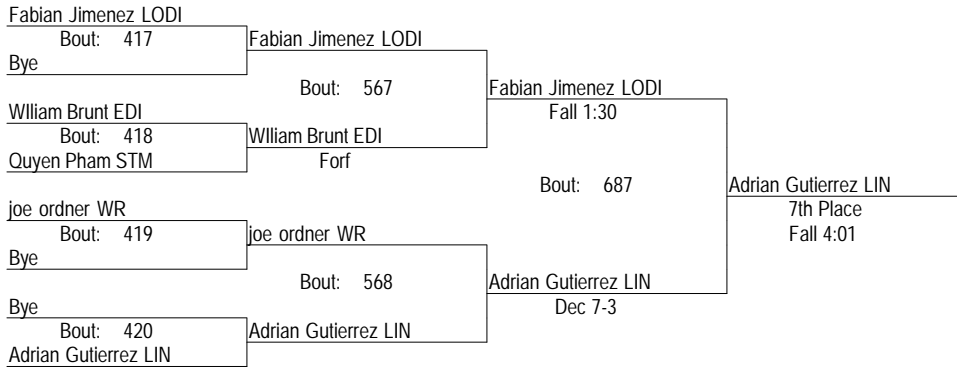 Fabian Jimenez LODI
Bout: 417
Bye
Fabian Jimenez LODI
Bout: 567
WIliam Brunt EDI
Bout: 418
Quyen Pham STM
WIliam Brunt EDI
Forf
Fabian Jimenez LODI
Fall 1:30
Bout: 687
joe ordner WR
Bout: 419
Bye
joe ordner WR
Bout: 568
Bye
Bout: 420
Adrian Gutierrez LIN
Adrian Gutierrez LIN
Adrian Gutierrez LIN
Dec 7-3
Adrian Gutierrez LIN
7th Place
Fall 4:01